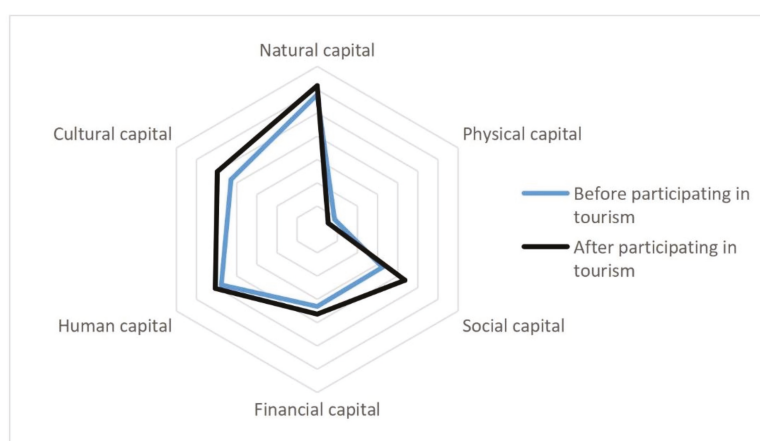 Natural capital
Cultural capital
Physical capital
Before participating in
tourism
After participating in
tourism
Human capital
Social capital
Financial capital